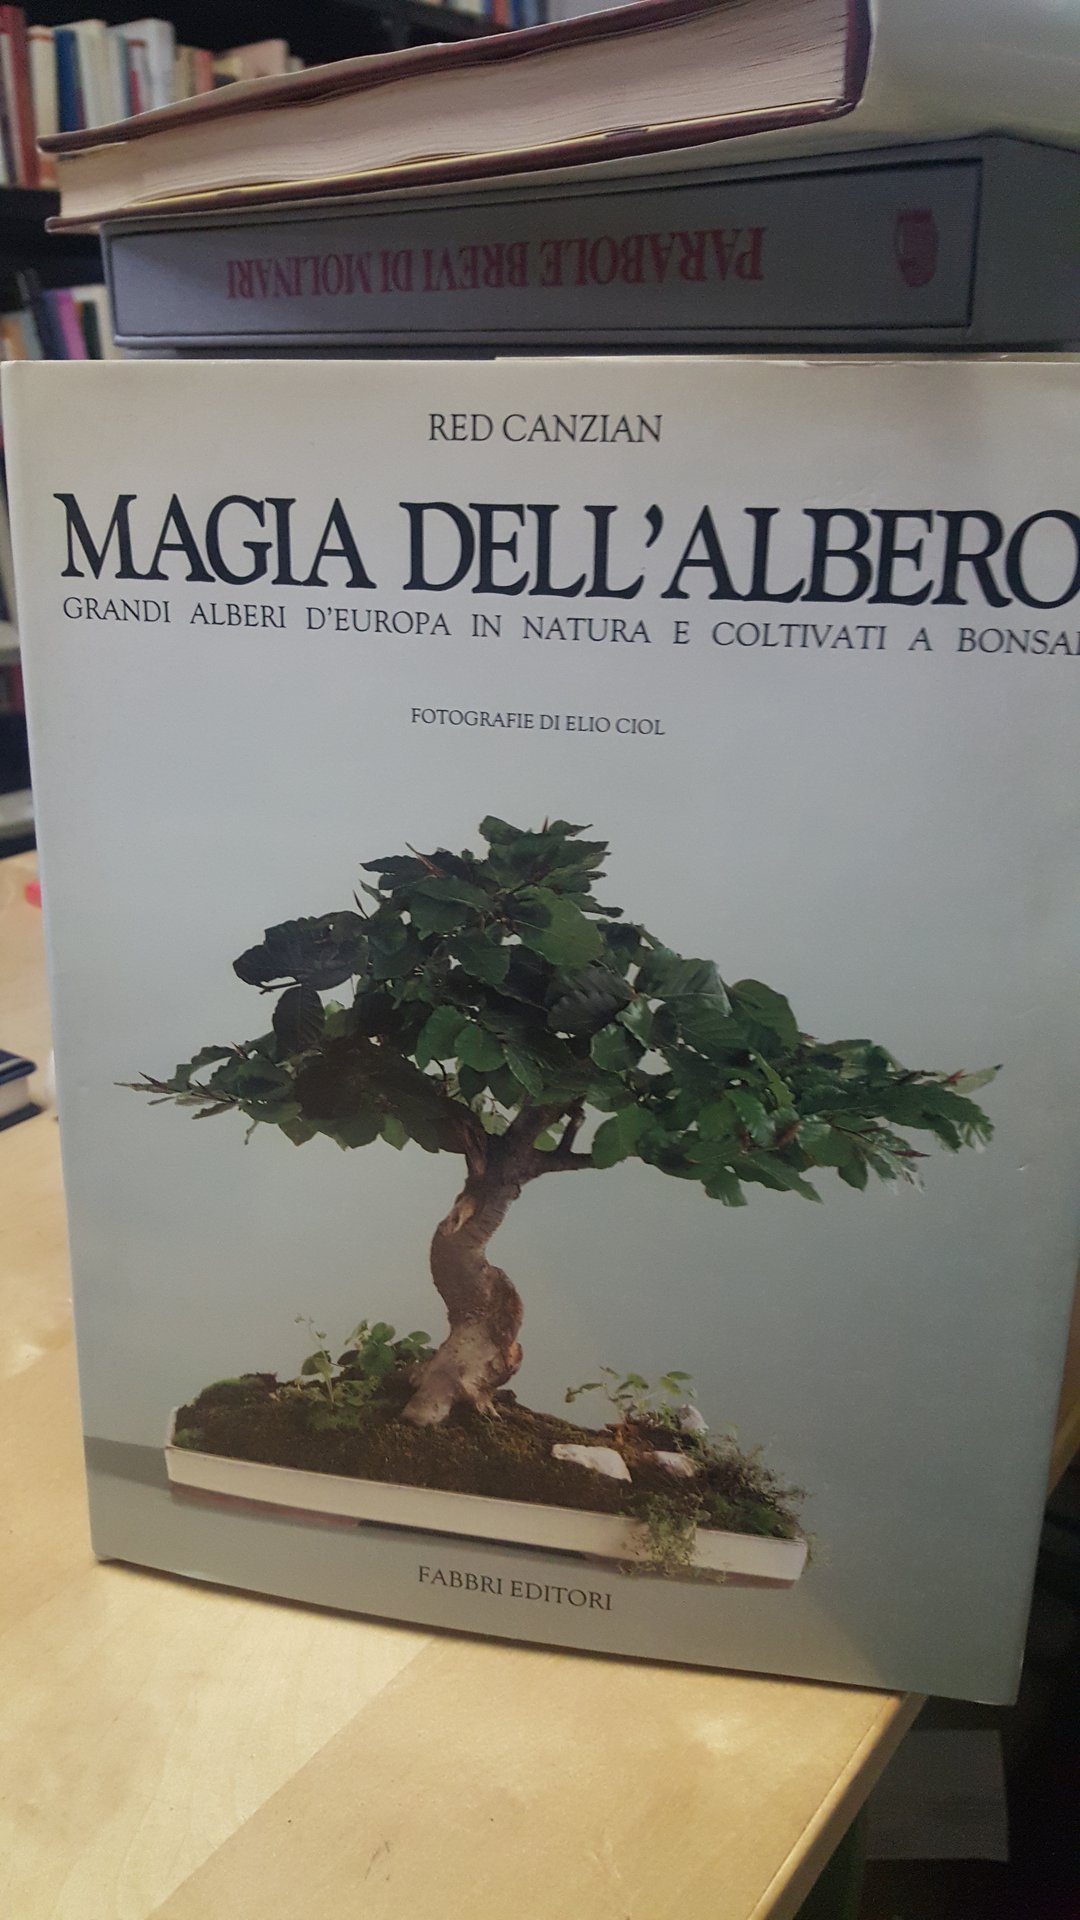 PARABOLE BREVI DI MOLINARI
RED CANZIAN
MAGIA DELL'ALBERO
GRANDI ALBERI D'EUROPA IN NATURA E COLTIVATI A BONSAI
FOTOGRAFIE DI ELIO CIOL
FABBRI EDITORI